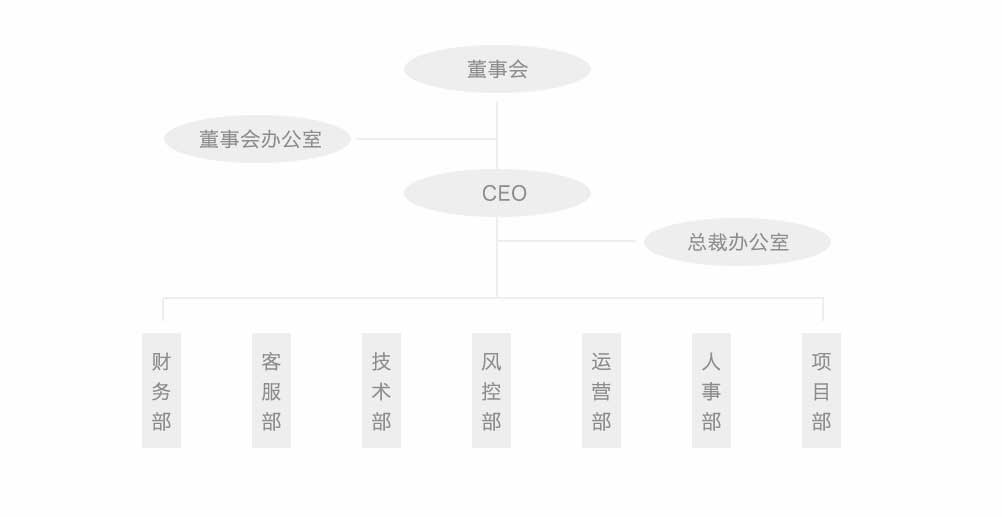 董事会
董事会办公室
CEO
总裁办公室
财务部
客服部
技术部
风控部
运营部
人事部
项目部